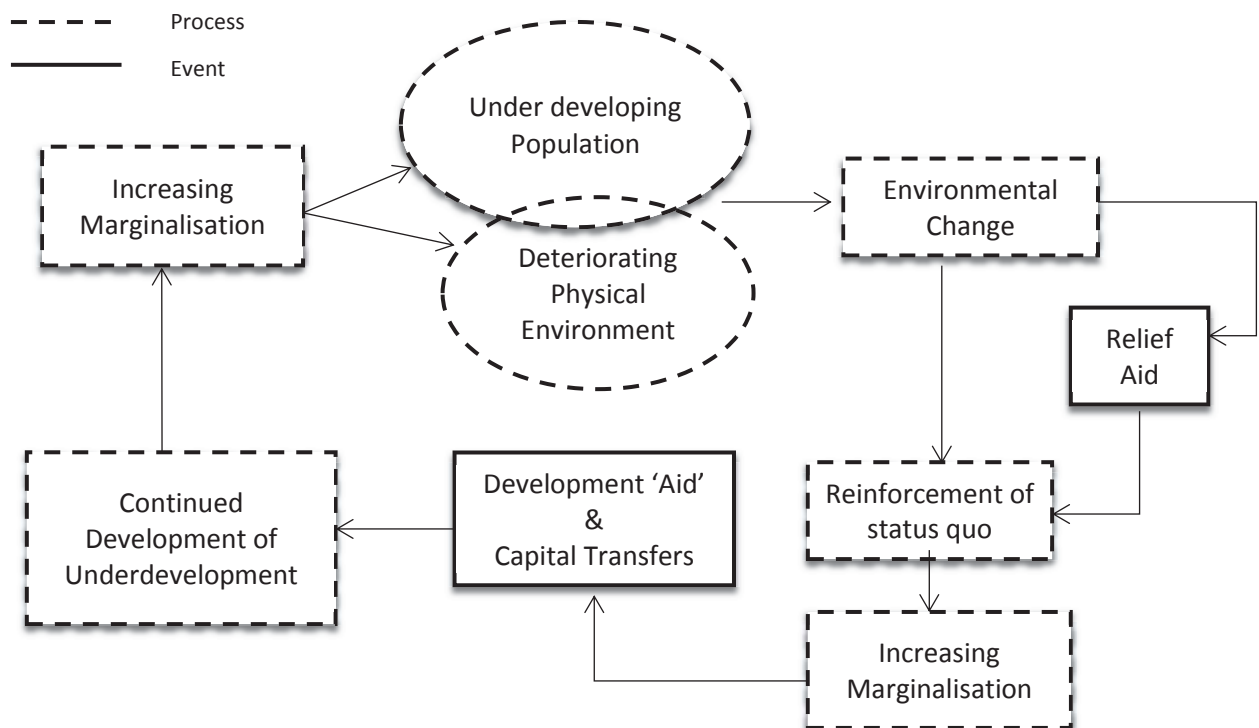 Process
Event
Under developing
Population
Increasing
Marginalisation
Environmental
Change
Deteriorating
Physical
Environment
Relief
Aid
Continued
Development of
Underdevelopment
Development ‘Aid’
&
Capital Transfers
Reinforcement of
status quo
Increasing
Marginalisation